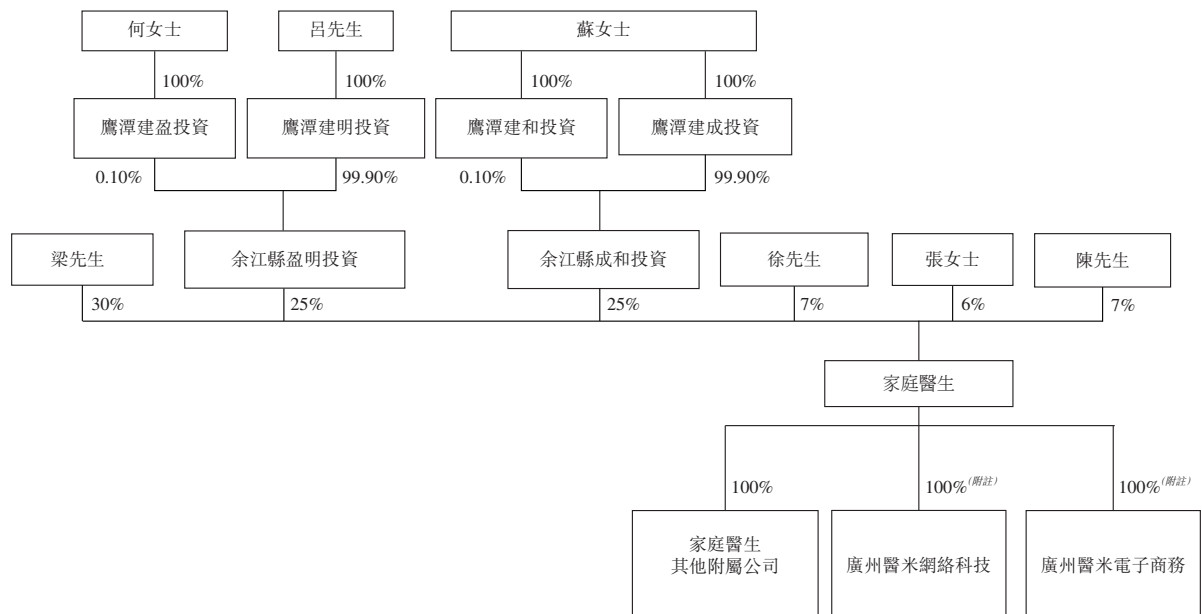 何女士
呂先生
蘇女士
100%
100%
100%
100%
鷹潭建盈投資
鷹潭建明投資
鷹潭建和投資
鷹潭建成投資
0.10%
99.90%
0.10%
99.90%
梁先生
余江縣盈明投資
余江縣成和投資
徐先生
張女士
陳先生
30%
25%
25%
7%
6%
7%
家庭醫生
100%
100%(附註)
100%(附註)
家庭醫生
其他附屬公司
廣州醫米網絡科技
廣州醫米電子商務